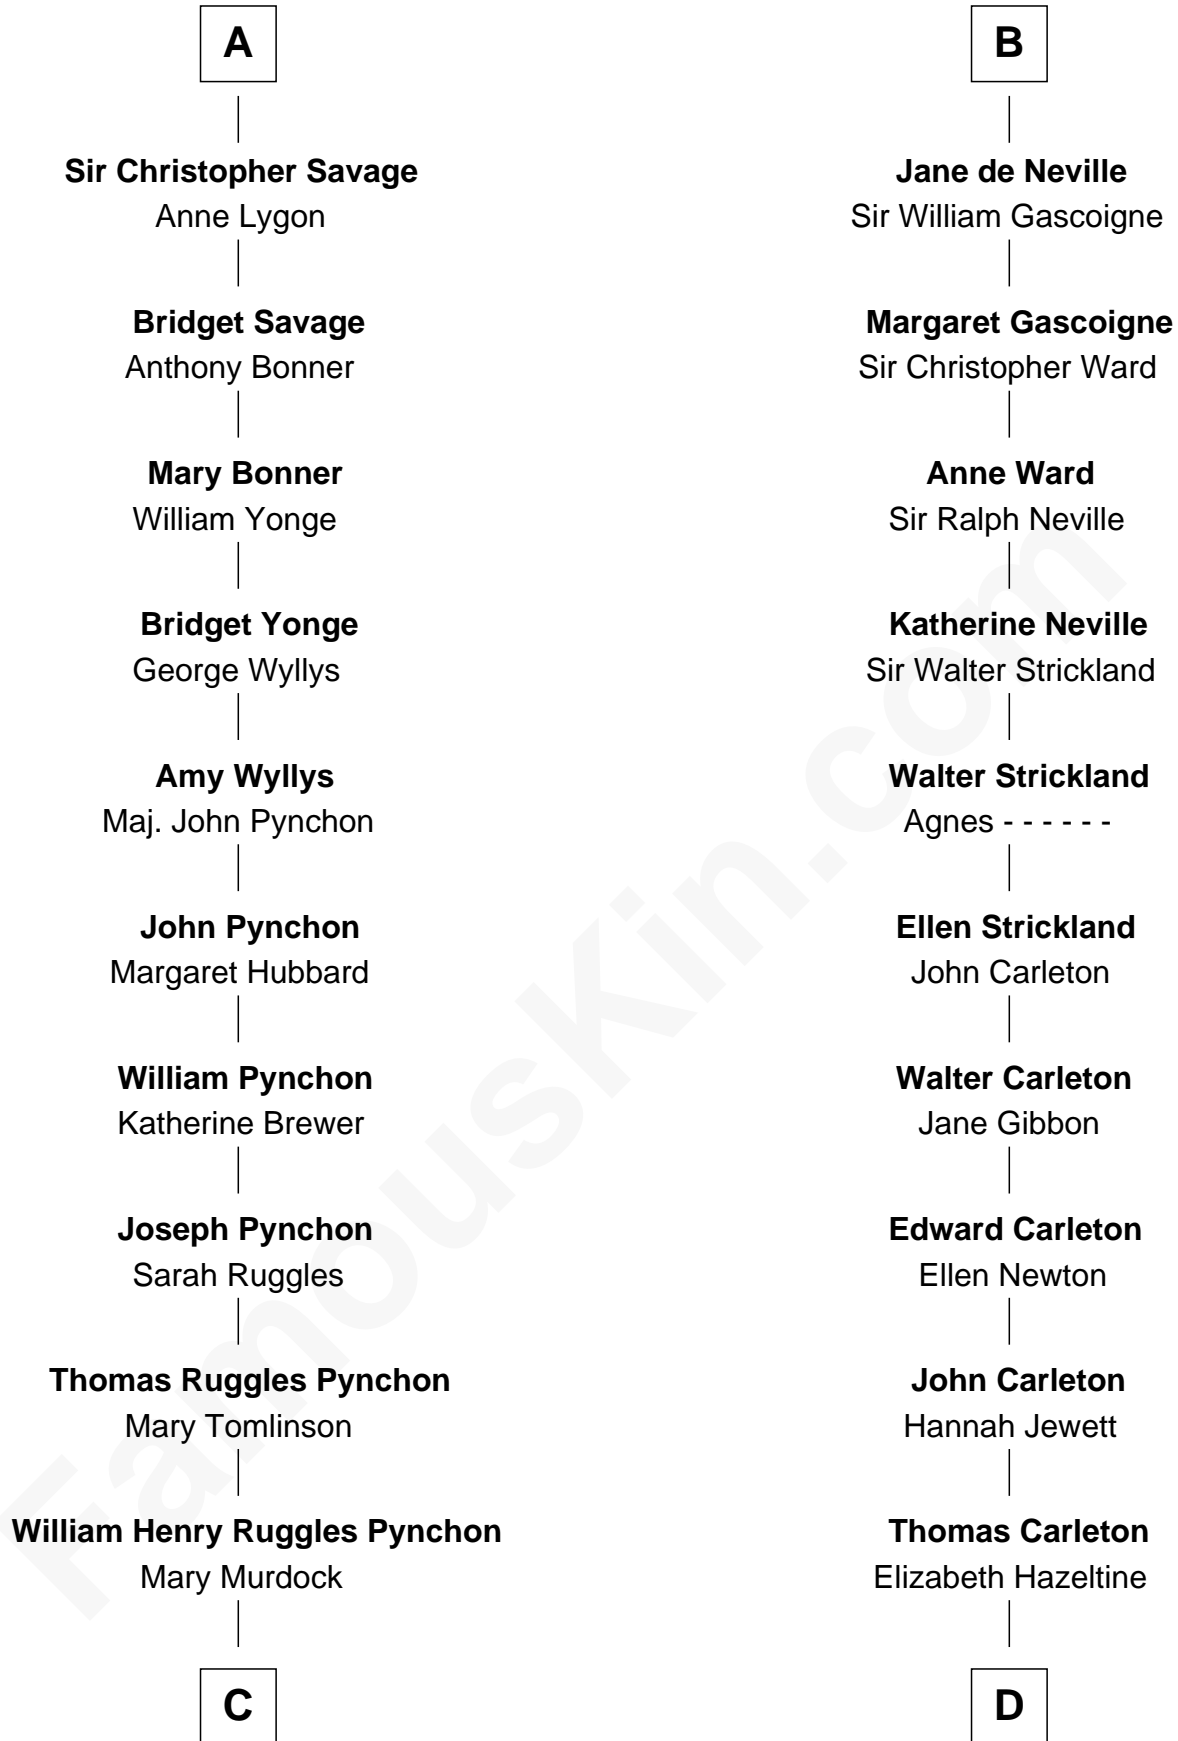 A
Sir Christopher Savage
Anne Lygon
Bridget Savage
Anthony Bonner
Mary Bonner
William Yonge
Bridget Yonge
George Wyllys
Amy Wyllys
Maj. John Pynchon
John Pynchon
Margaret Hubbard
William Pynchon
Katherine Brewer
Joseph Pynchon
Sarah Ruggles
Thomas Ruggles Pynchon
Mary Tomlinson
William Henry Ruggles Pynchon
Mary Murdock
C
B
Jane de Neville
Sir William Gascoigne
Margaret Gascoigne
Sir Christopher Ward
Anne Ward
Sir Ralph Neville
Katherine Neville
Sir Walter Strickland
Walter Strickland
Agnes - - - - - -
Ellen Strickland
John Carleton
Walter Carleton
Jane Gibbon
Edward Carleton
Ellen Newton
John Carleton
Hannah Jewett
Thomas Carleton
Elizabeth Hazeltine
D
FamousKin.com